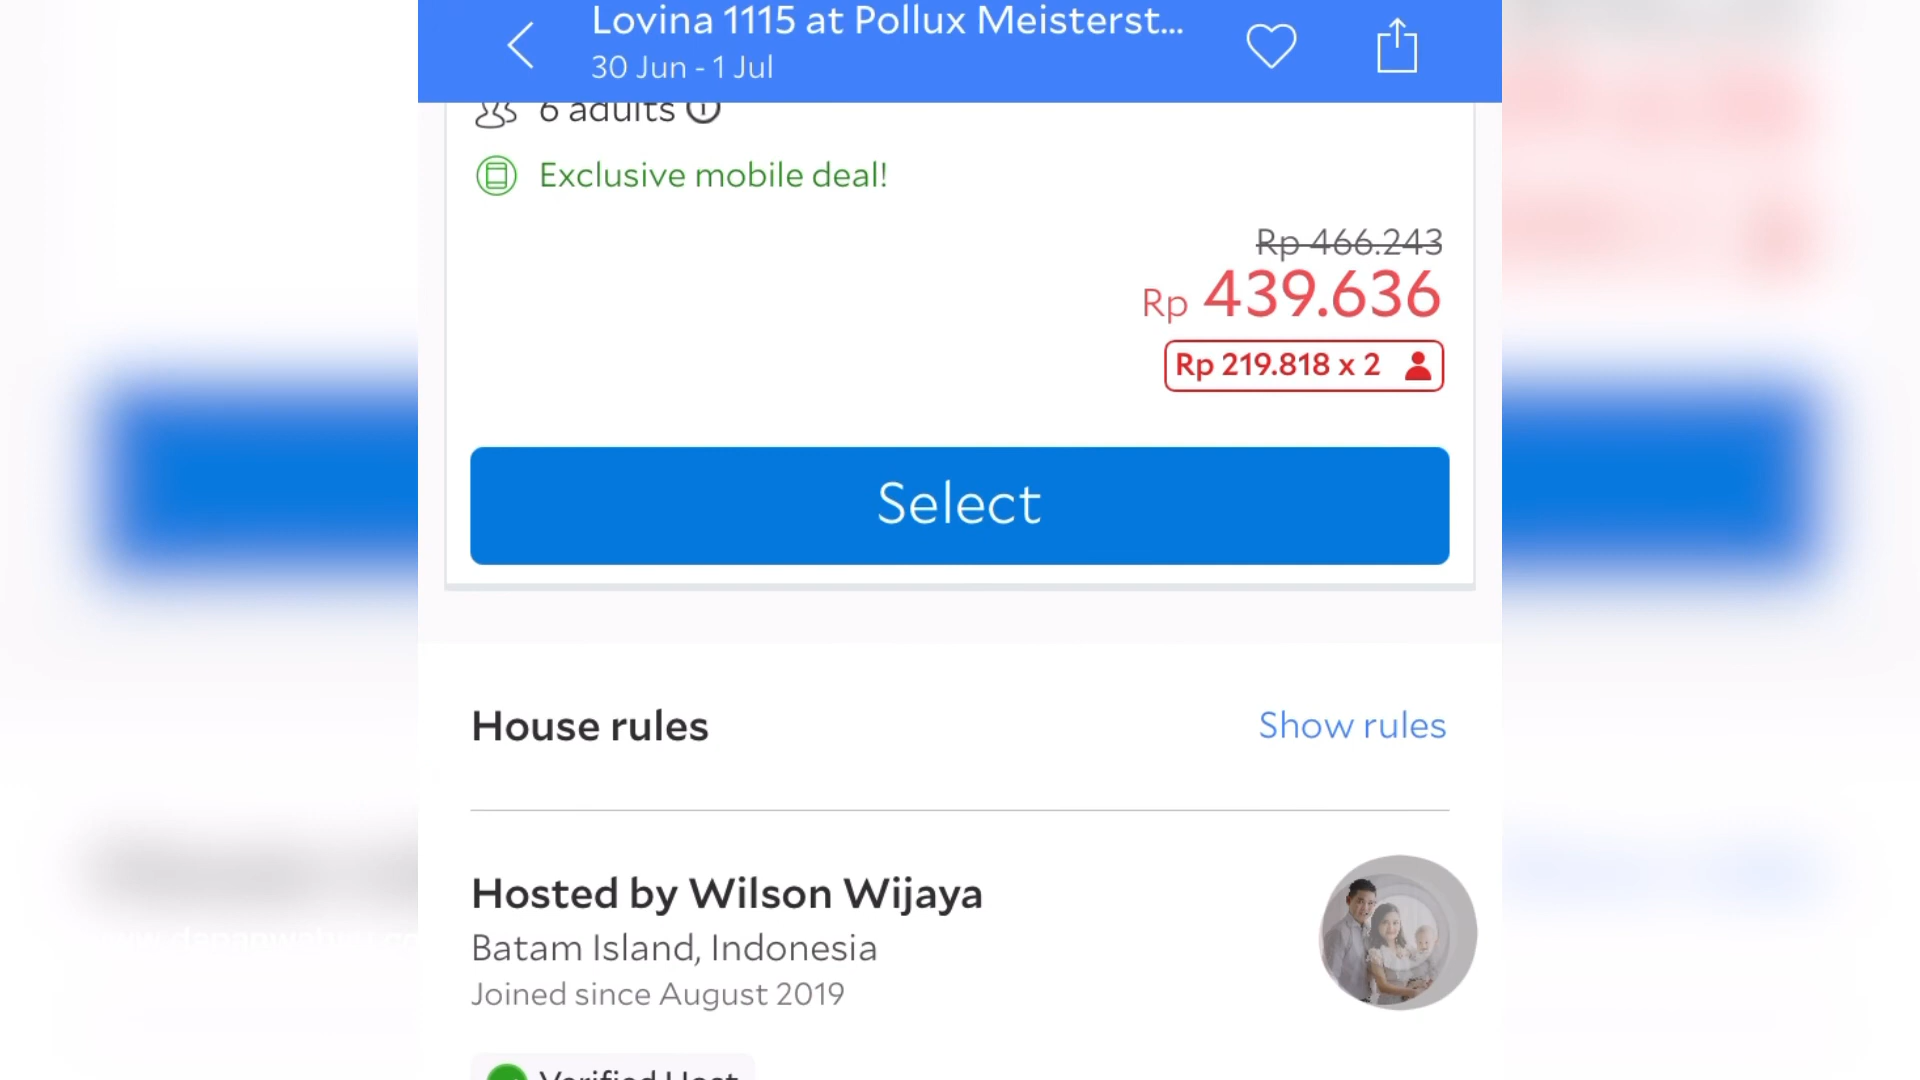 Lovina 1115 at Pollux Meisterst...
30 Jun - 1 Jul
6 adults
Exclusive mobile deal!
Rp 466.243
Rp 439.636
Rp 219.818 x 2
Select
House rules
Show rules
Hosted by Wilson Wijaya
Batam Island, Indonesia
Joined since August 2019
Verified Host